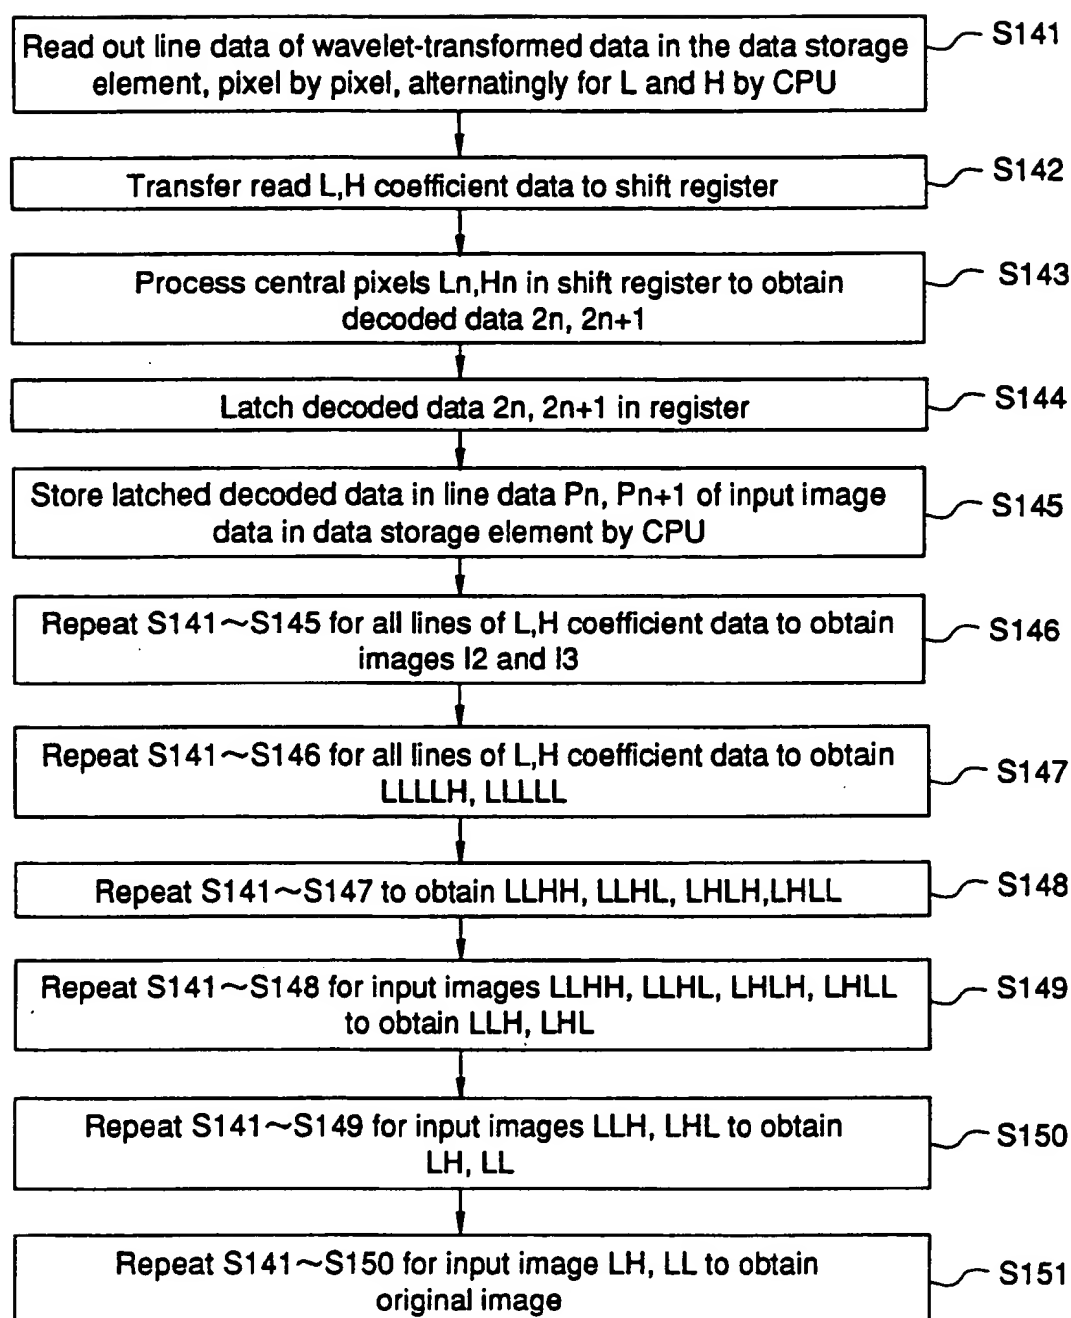 Read out line data of wavelet-transformed data in the data storage
element, pixel by pixel, alternatingly for L and H by CPU
S141
Transfer read L,H coefficient data to shift register
S142
Process central pixels Ln,Hn in shift register to obtain
decoded data 2n, 2n+1
S143
Latch decoded data 2n, 2n+1 in register
S144
Store latched decoded data in line data Pn, Pn+1 of input image
data in data storage element by CPU
S145
Repeat S141~S145 for all lines of L,H coefficient data to obtain
images I2 and I3
S146
Repeat S141~S146 for all lines of L,H coefficient data to obtain
LLLLH, LLLLL
S147
Repeat S141~S147 to obtain LLHH, LLHL, LHLH,LHLL
S148
Repeat S141~S148 for input images LLHH, LLHL, LHLH, LHLL
to obtain LLH, LHL
S149
Repeat S141~S149 for input images LLH, LHL to obtain
LH, LL
S150
Repeat S141~S150 for input image LH, LL to obtain
original image
S151